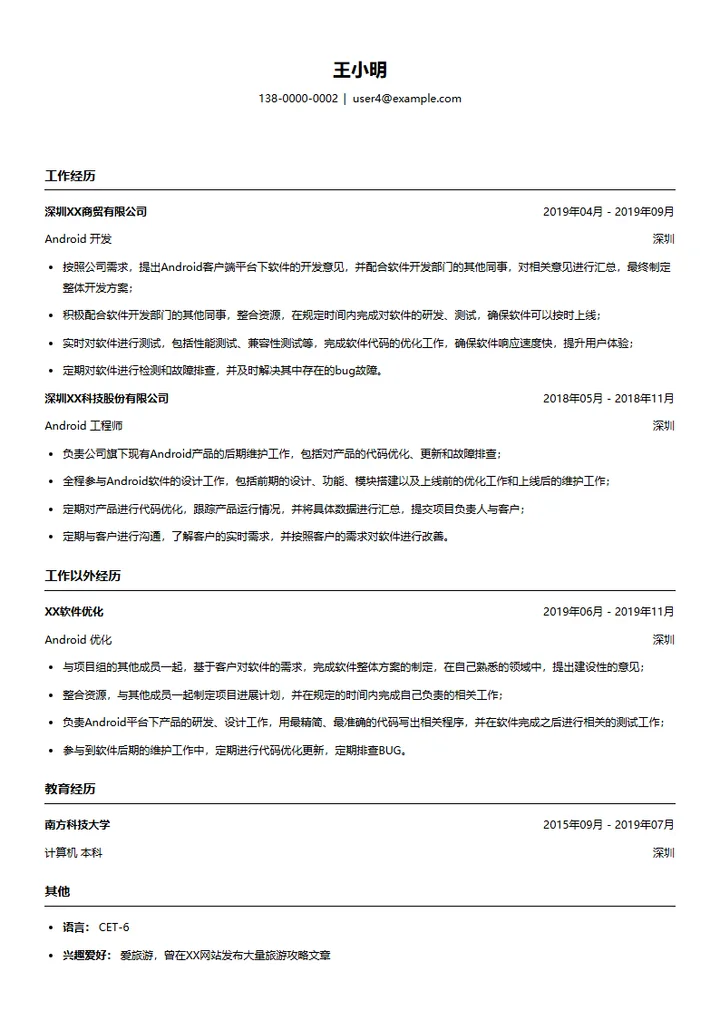 王小明
138-0000-0002 | user4@example.com
工作经历
深圳XX商贸有限公司 2019年04月 - 2019年09月
Android 开发 深圳
• 按照公司需求，提出Android客户端平台下软件的开发意见，并配合软件开发部门的其他同事，对相关意见进行汇总，最终制定
整体开发方案；
• 积极配合软件开发部门的其他同事，整合资源，在规定时间内完成对软件的研发、测试，确保软件可以按时上线；
• 实时对软件进行测试，包括性能测试、兼容性测试等，完成软件代码的优化工作，确保软件响应速度快，提升用户体验；
• 定期对软件进行检测和故障排查，并及时解决其中存在的bug故障。
深圳XX科技股份有限公司 2018年05月 - 2018年11月
Android 工程师 深圳
• 负责公司旗下现有Android产品的后期维护工作，包括对产品的代码优化、更新和故障排查；
• 全程参与Android软件的设计工作，包括前期的设计、功能、模块搭建以及上线前的优化工作和上线后的维护工作；
• 定期对产品进行代码优化，跟踪产品运行情况，并将具体数据进行汇总，提交项目负责人与客户；
• 定期与客户进行沟通，了解客户的实时需求，并按照客户的需求对软件进行改善。
工作以外经历
XX软件优化 2019年06月 - 2019年11月
Android 优化 深圳
• 与项目组的其他成员一起，基于客户对软件的需求，完成软件整体方案的制定，在自己熟悉的领域中，提出建设性的意见；
• 整合资源，与其他成员一起制定项目进展计划，并在规定的时间内完成自己负责的相关工作；
• 负责Android平台下产品的研发、设计工作，用最精简、最准确的代码写出相关程序，并在软件完成之后进行相关的测试工作；
• 参与到软件后期的维护工作中，定期进行代码优化更新，定期排查BUG。
教育经历
南方科技大学 2015年09月 - 2019年07月
计算机 本科 深圳
其他
• 语言： CET-6
• 兴趣爱好： 爱旅游，曾在XX网站发布大量旅游攻略文章